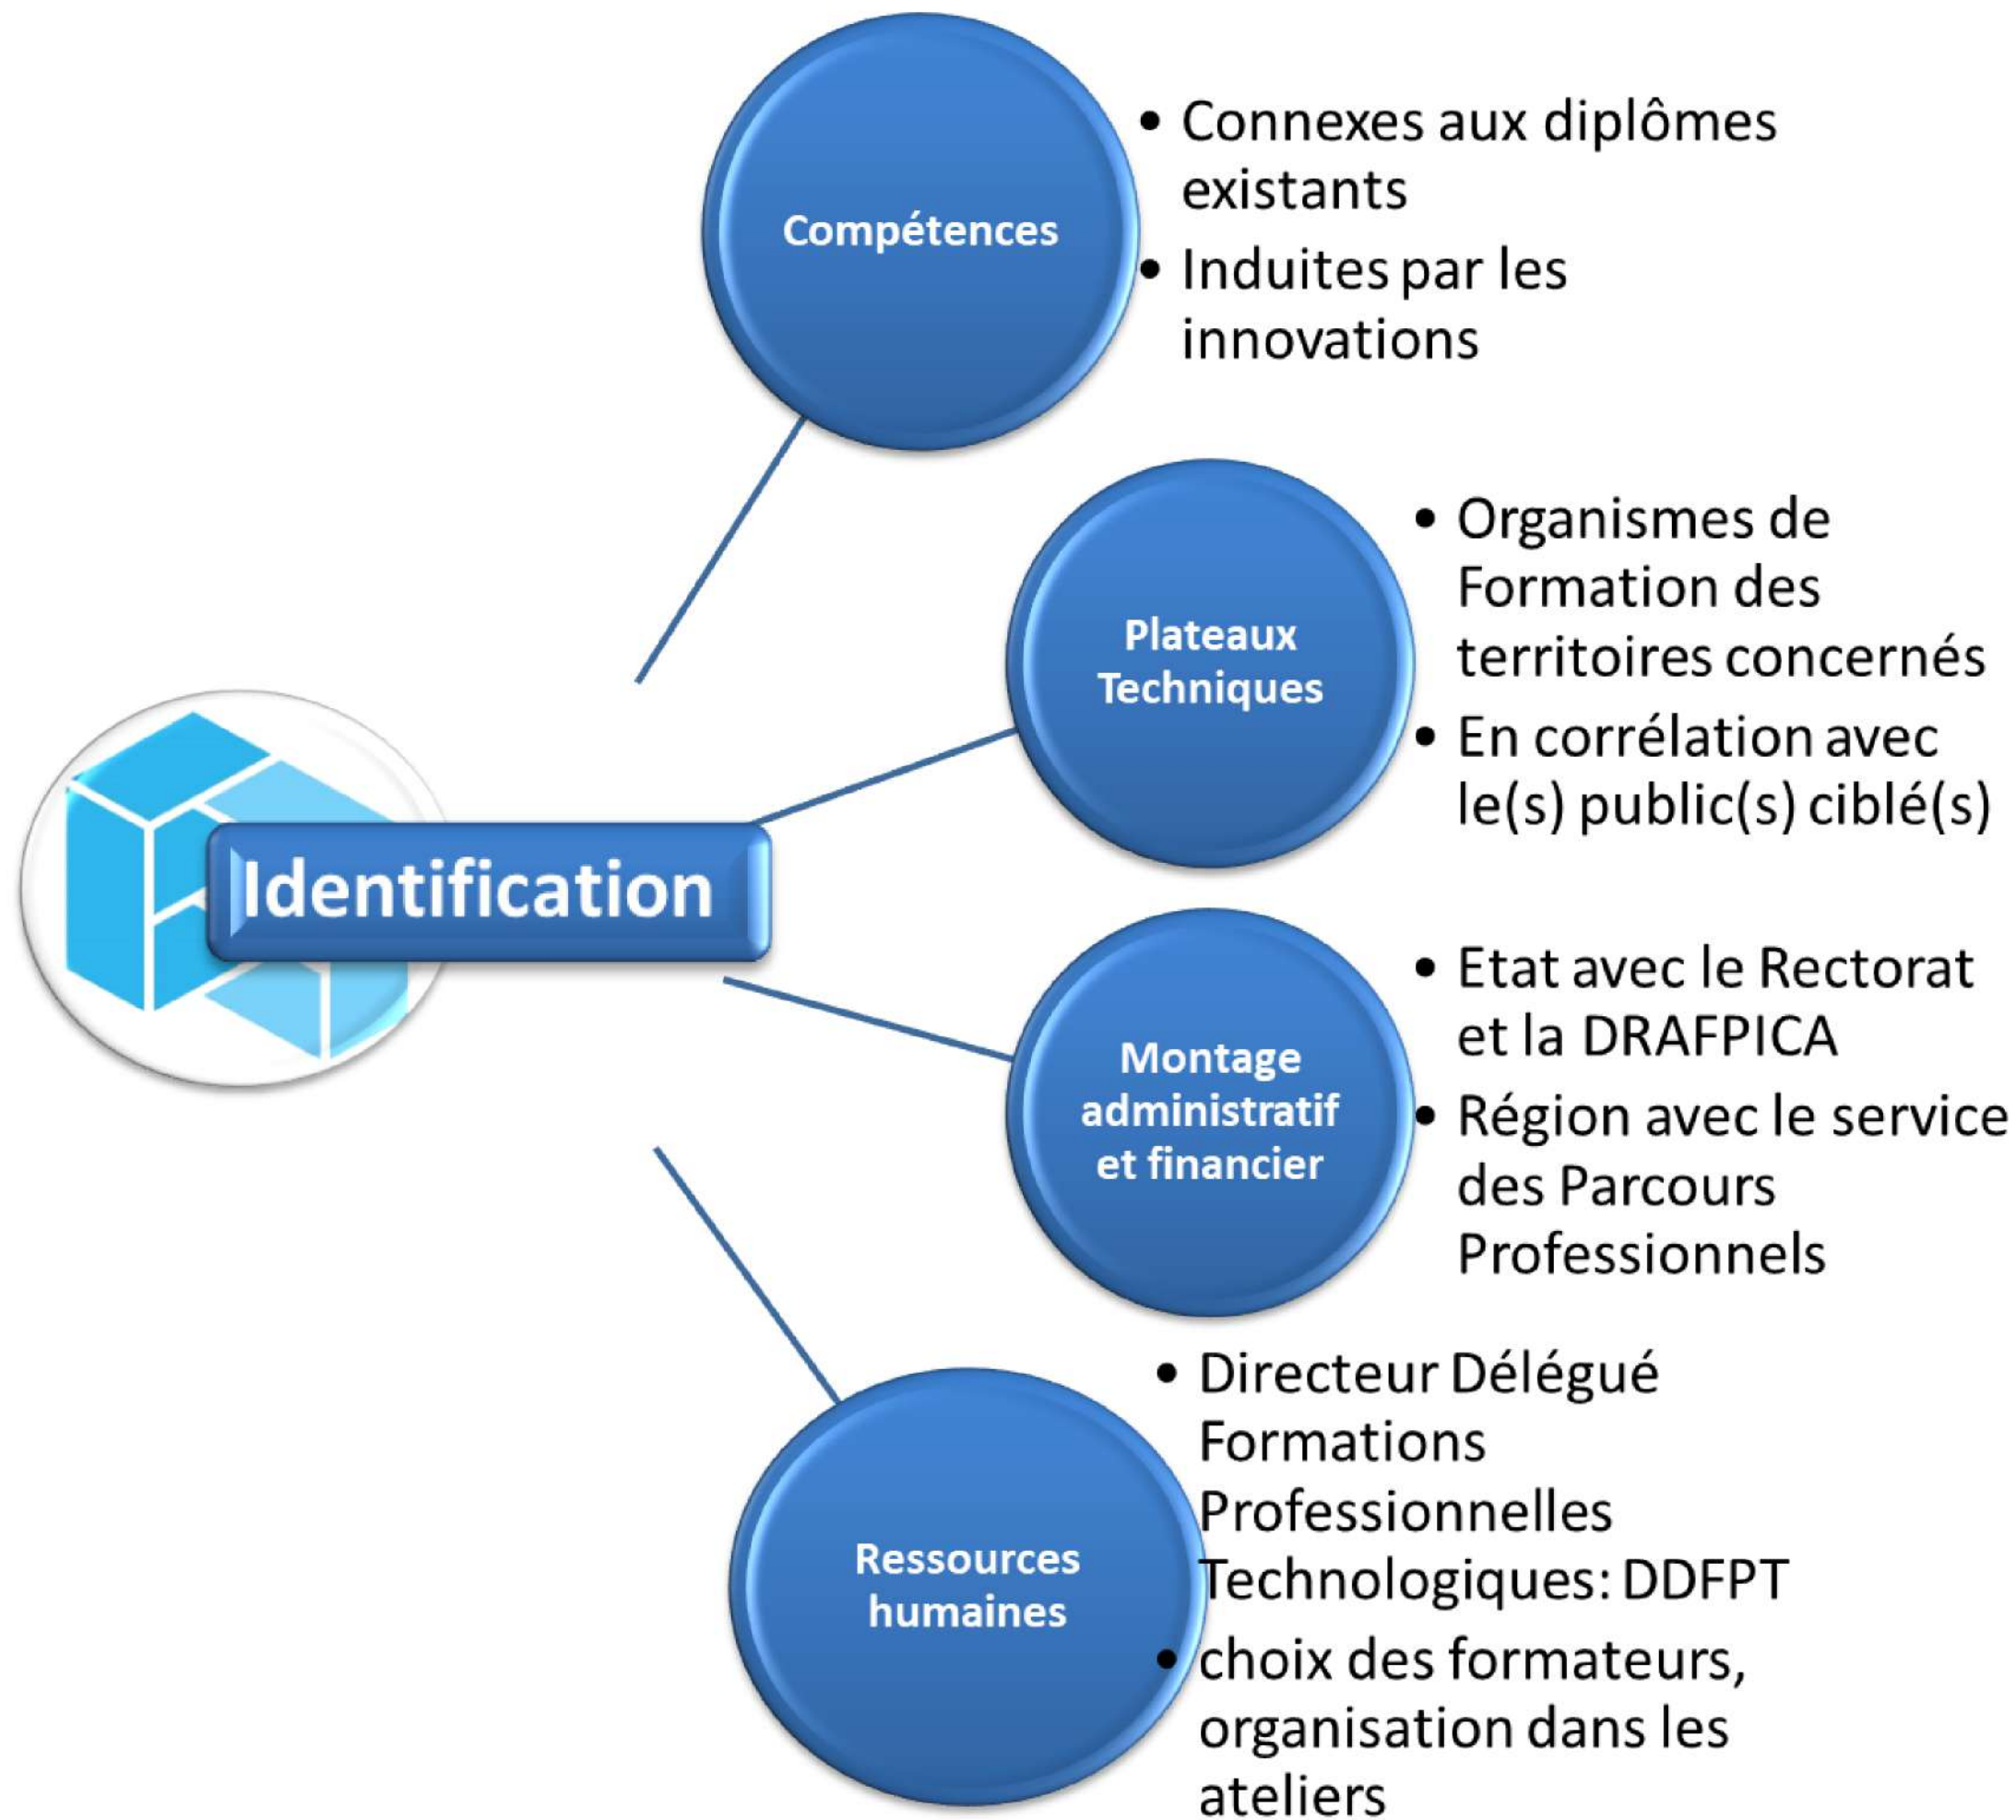 Compétences
• Connexes aux diplômes
existants
• Induites par les
innovations
Plateaux
Techniques
• Organismes de
Formation des
territoires concernés
• En corrélation avec
le(s) public(s) ciblé(s)
Identification
Montage
administratif
et financier
• Etat avec le Rectorat
et la DRAFPICA
• Région avec le service
des Parcours
Professionnels
Ressources
humaines
• Directeur Délégué
Formations
Professionnelles
Technologiques: DDFPT
• choix des formateurs,
organisation dans les
ateliers